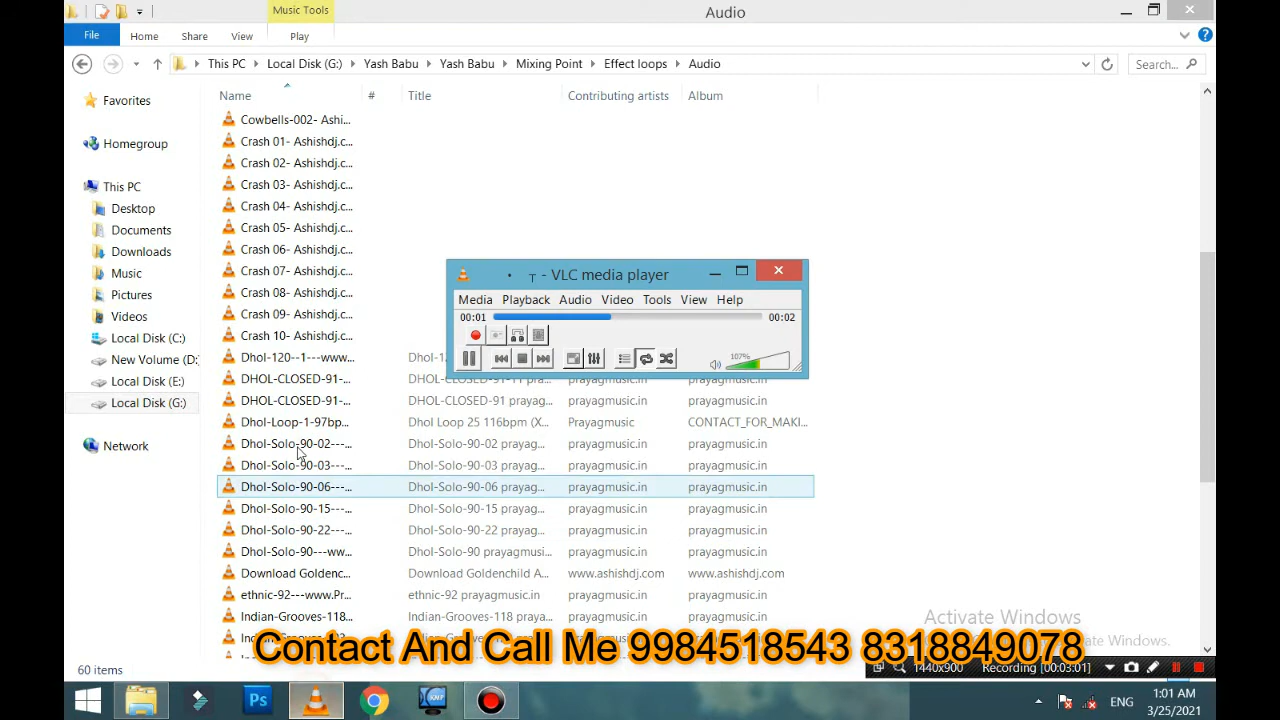 Music Tools
Audio
File Home Share View Play
This PC Local Disk (G:) Yash Babu Yash Babu Mixing Point Effect loops Audio
Search...
Name # Title Contributing artists Album
Favorites
Homegroup
This PC
Desktop
Documents
Downloads
Music
Pictures
Videos
Local Disk (C:)
New Volume (D:
Local Disk (E:)
Local Disk (G:)
Network
Cowbells-002- Ashi...
Crash 01- Ashishdj.c...
Crash 02- Ashishdj.c...
Crash 03- Ashishdj.c...
Crash 04- Ashishdj.c...
Crash 05- Ashishdj.c...
Crash 06- Ashishdj.c...
Crash 07- Ashishdj.c...
Crash 08- Ashishdj.c...
Crash 09- Ashishdj.c...
Crash 10- Ashishdj.c...
Dhol-120--1---www...
DHOL-CLOSED-91-... DHOL-CLOSED-91-11 prayag... prayagmusic.in prayagmusic.in
DHOL-CLOSED-91-... DHOL-CLOSED-91 prayag... prayagmusic.in prayagmusic.in
Dhol-Loop-1-97bp... Dhol Loop 25 116bpm (X... Prayagmusic CONTACT_FOR_MAKI...
Dhol-Solo-90-02---... Dhol-Solo-90-02 prayag... prayagmusic.in prayagmusic.in
Dhol-Solo-90-03---... Dhol-Solo-90-03 prayag... prayagmusic.in prayagmusic.in
Dhol-Solo-90-06---... Dhol-Solo-90-06 prayag... prayagmusic.in prayagmusic.in
Dhol-Solo-90-15---... Dhol-Solo-90-15 prayag... prayagmusic.in prayagmusic.in
Dhol-Solo-90-22---... Dhol-Solo-90-22 prayag... prayagmusic.in prayagmusic.in
Dhol-Solo-90---ww... Dhol-Solo-90 prayagmusi... prayagmusic.in prayagmusic.in
Download Goldenc... Download Goldenchild A... www.ashishdj.com www.ashishdj.com
ethnic-92---www.Pr... ethnic-92 prayagmusic.in prayagmusic.in prayagmusic.in
Indian-Grooves-118... Indian-Grooves-118 praya... prayagmusic.in prayagmusic.in
- VLC media player
Media Playback Audio Video Tools View Help
00:01 00:02
107%
Activate Windows
Contact And Call Me 9984518543 8318849078
60 items
1440x900 Recording [00:03:01]
Ps
ENG
1:01 AM
3/25/2021